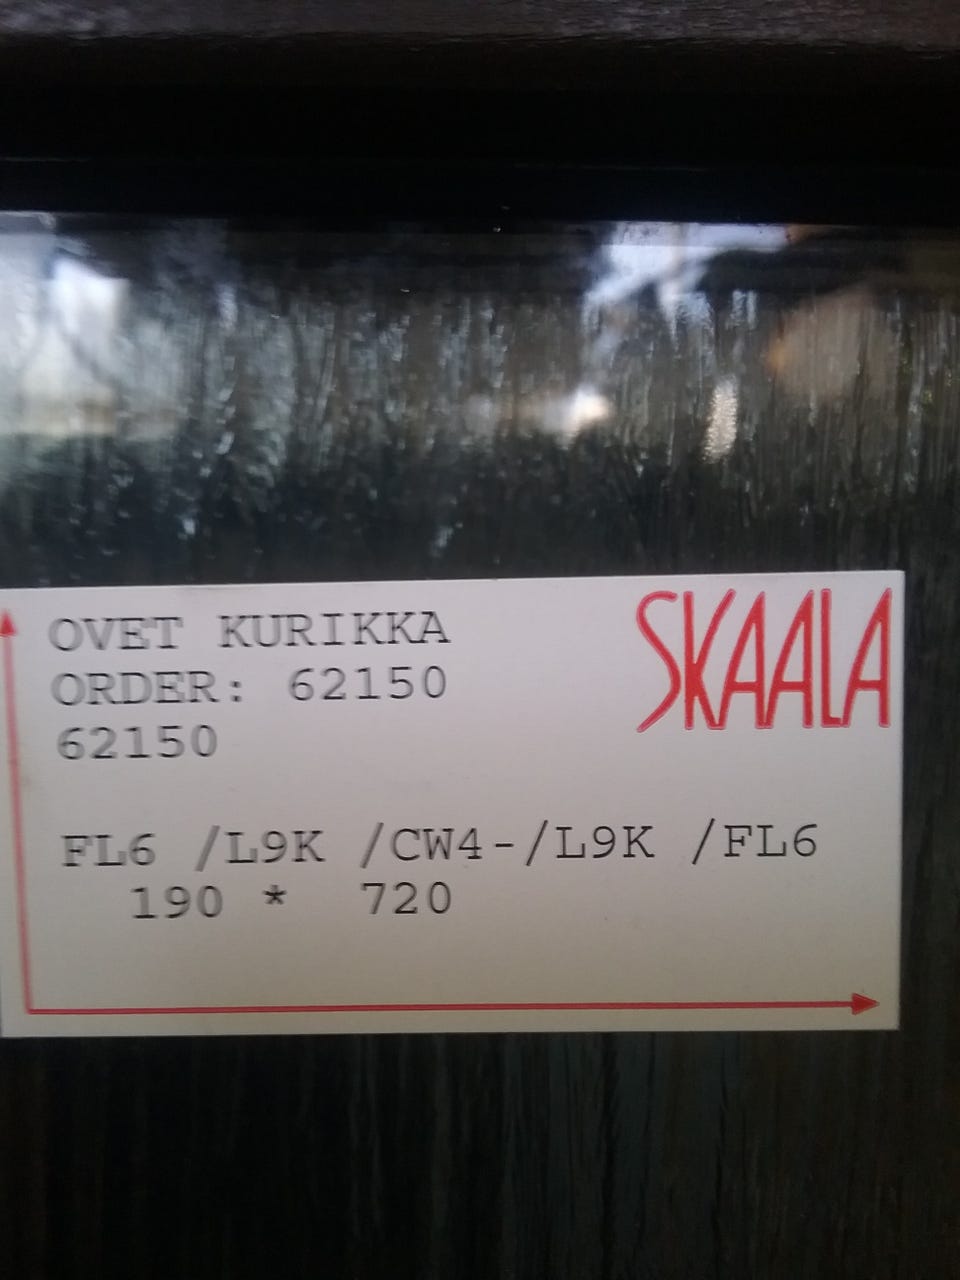 OVET KURIKKA
SKAALA
ORDER: 62150
62150
FL6 /L9K /CW4-/L9K /FL6
190 * 720